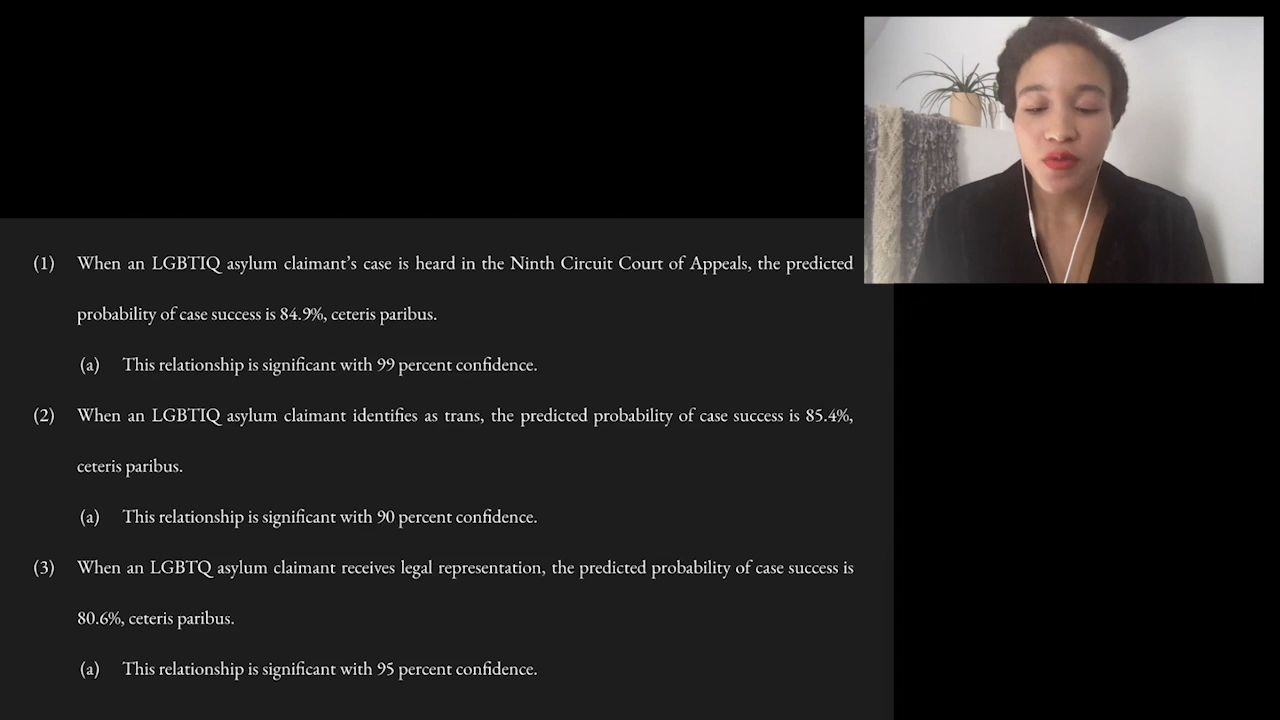 (1) When an LGBTIQ asylum claimant’s case is heard in the Ninth Circuit Court of Appeals, the predicted
probability of case success is 84.9%, ceteris paribus.
(a) This relationship is significant with 99 percent confidence.
(2) When an LGBTIQ asylum claimant identifies as trans, the predicted probability of case success is 85.4%,
ceteris paribus.
(a) This relationship is significant with 90 percent confidence.
(3) When an LGBTQ asylum claimant receives legal representation, the predicted probability of case success is
80.6%, ceteris paribus.
(a) This relationship is significant with 95 percent confidence.